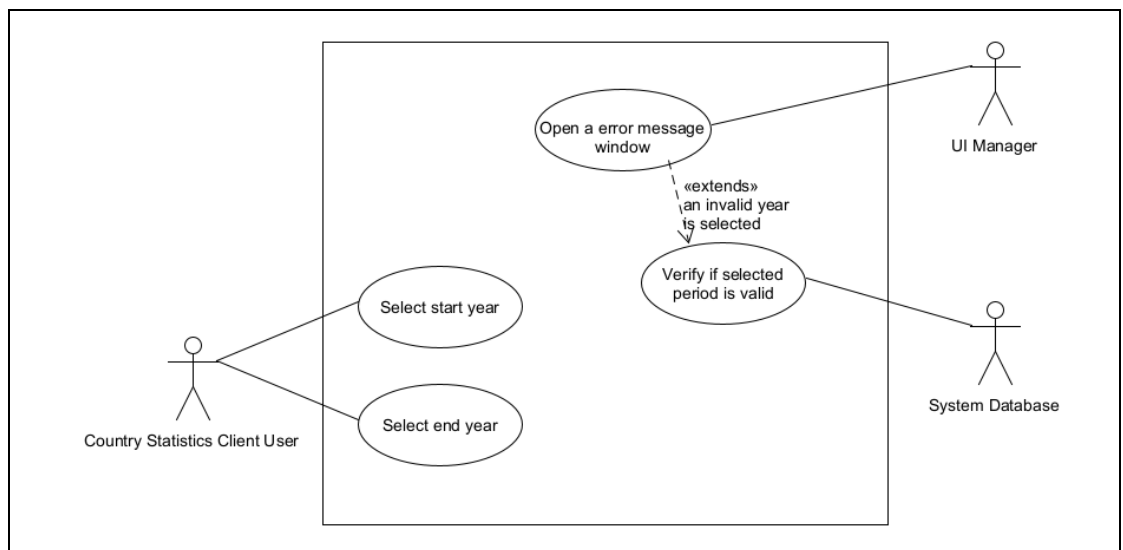 Open a error message
window
UI Manager
«extends»
an invalid year
is selected
Verify if selected
period is valid
Select start year
System Database
Select end year
Country Statistics Client User